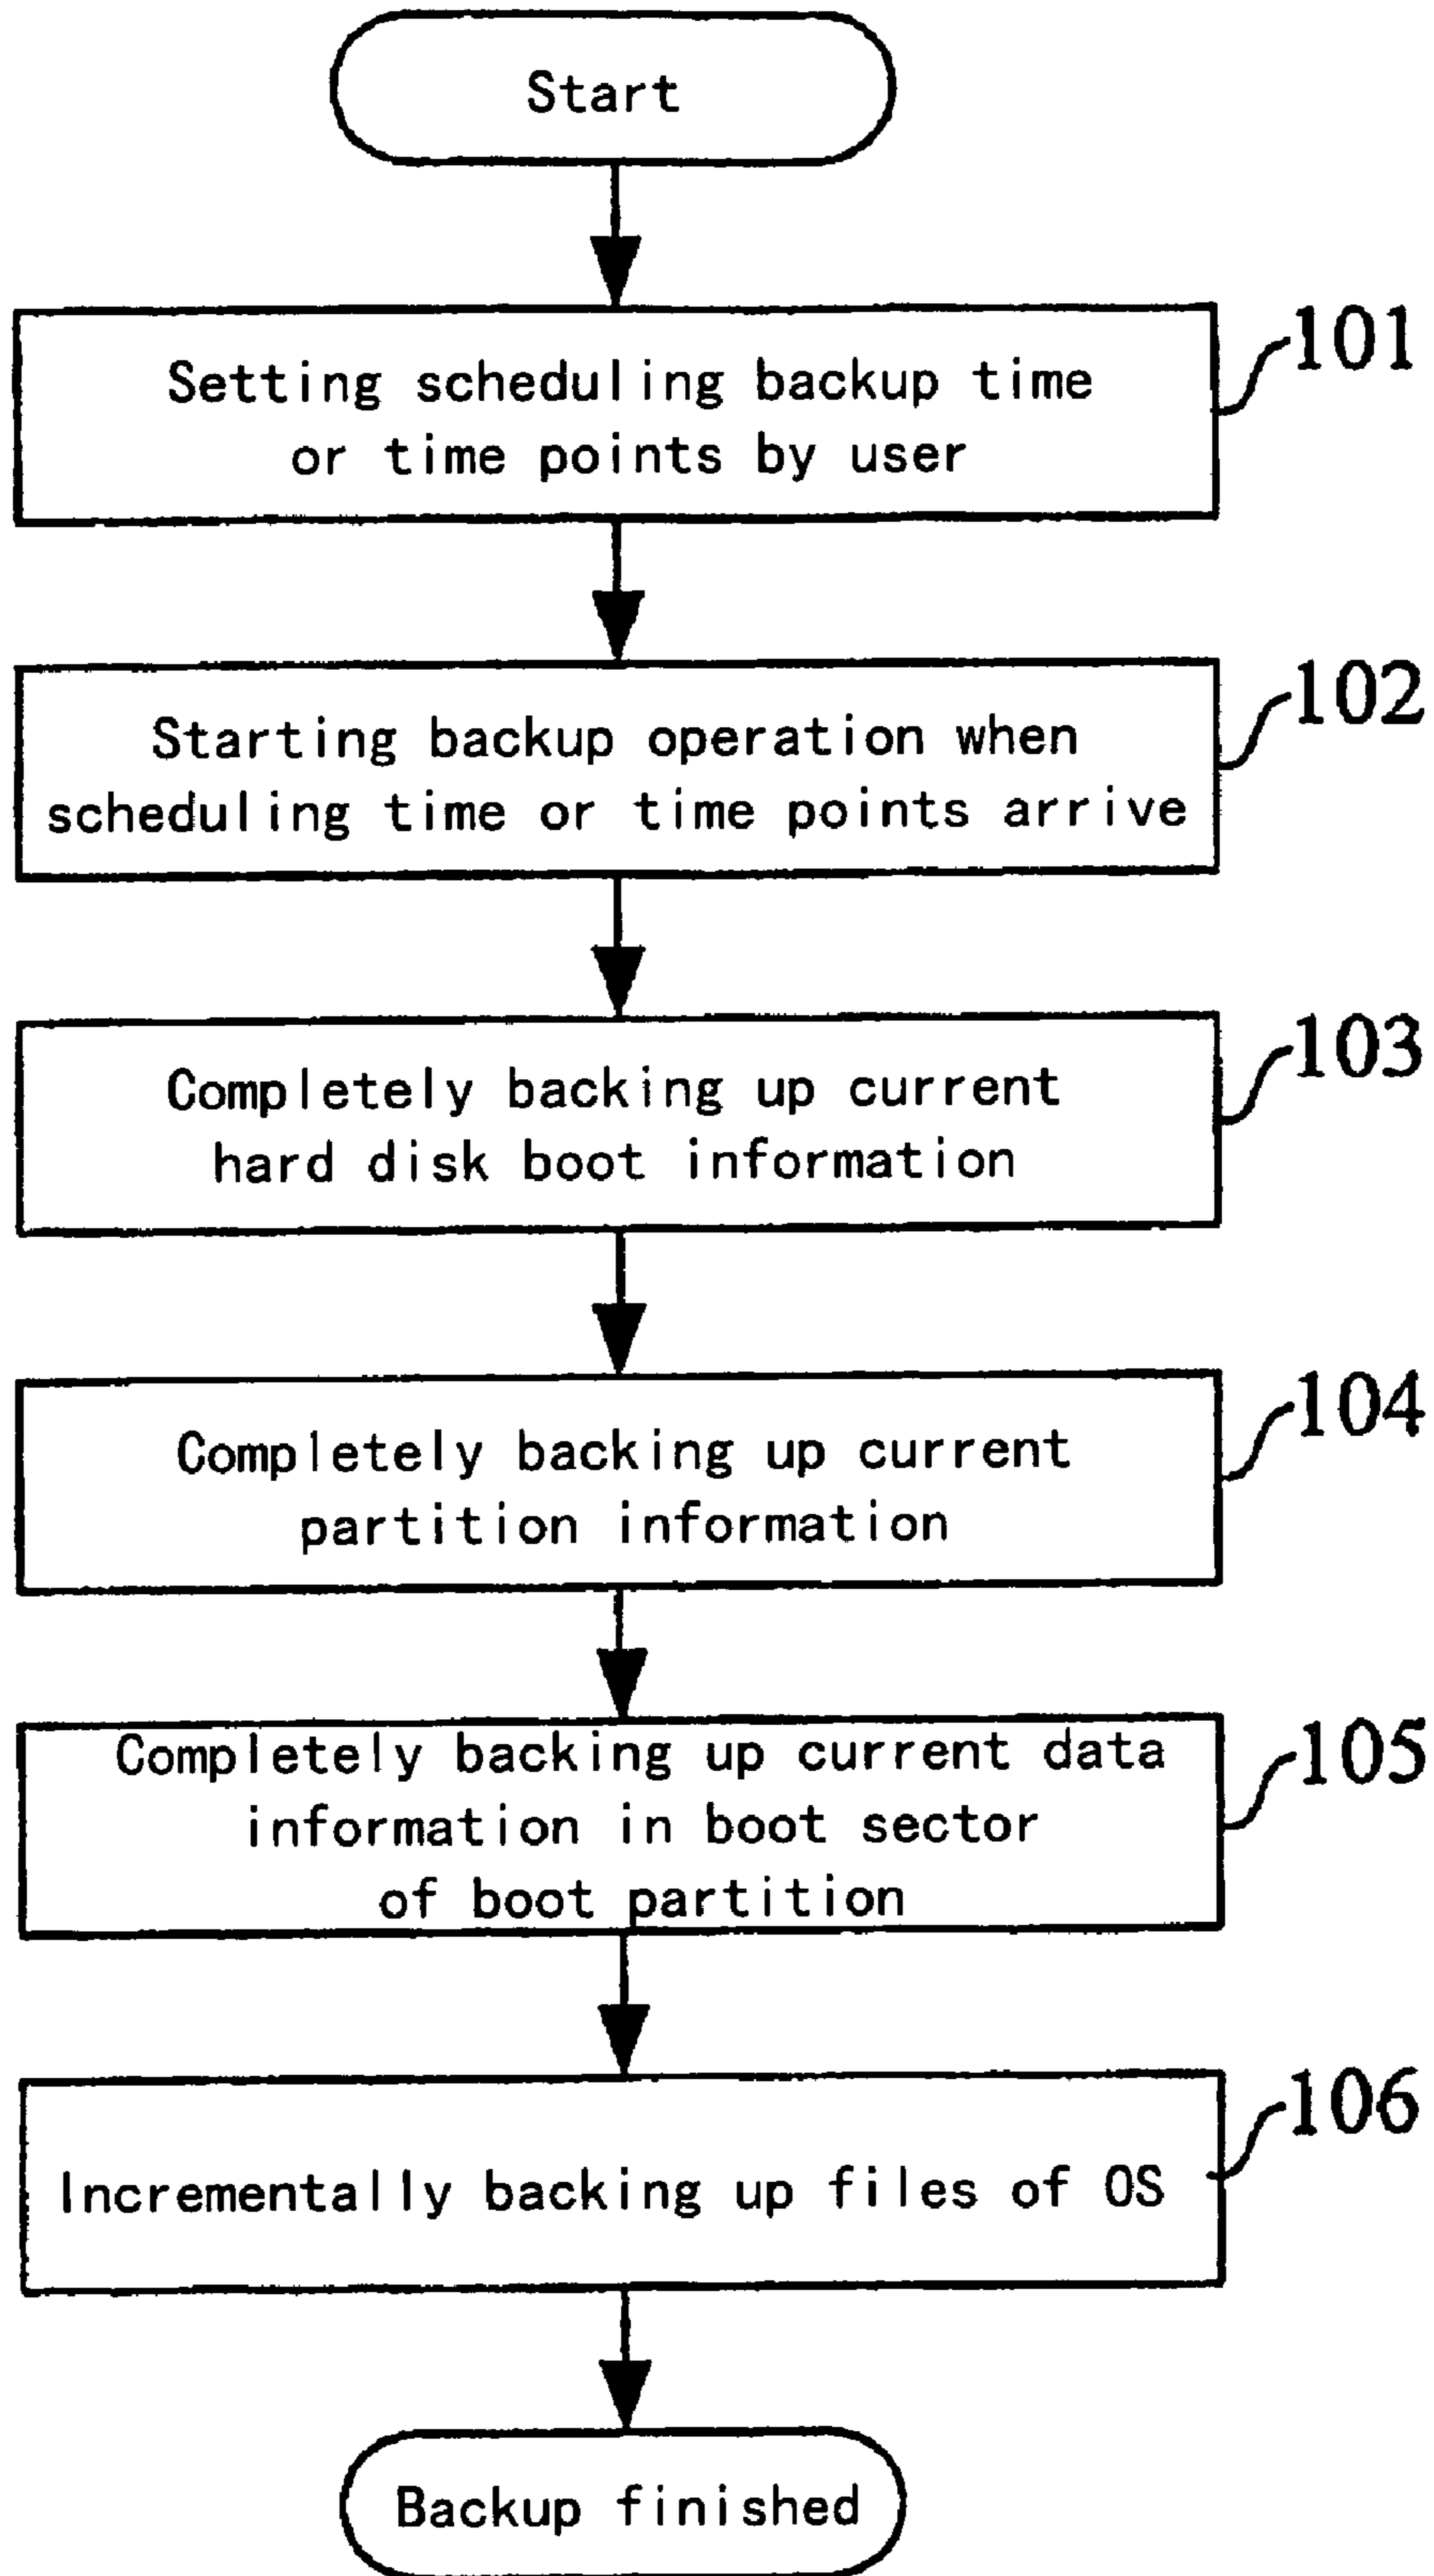 Start
Setting scheduling backup time
or time points by user
101
Starting backup operation when
scheduling time or time points arrive
102
Completely backing up current
hard disk boot information
103
Completely backing up current
partition information
104
Completely backing up current data
information in boot sector
of boot partition
105
Incrementally backing up files of OS
106
Backup finished